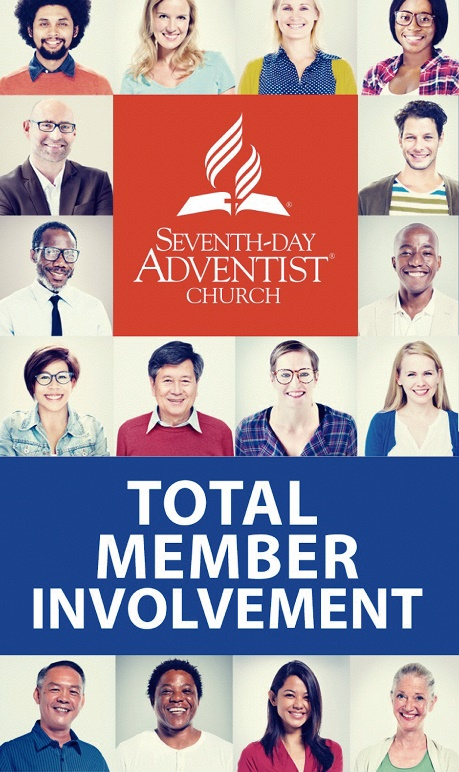 SEVENTH-DAY
ADVENTIST®
CHURCH
TOTAL
MEMBER
INVOLVEMENT